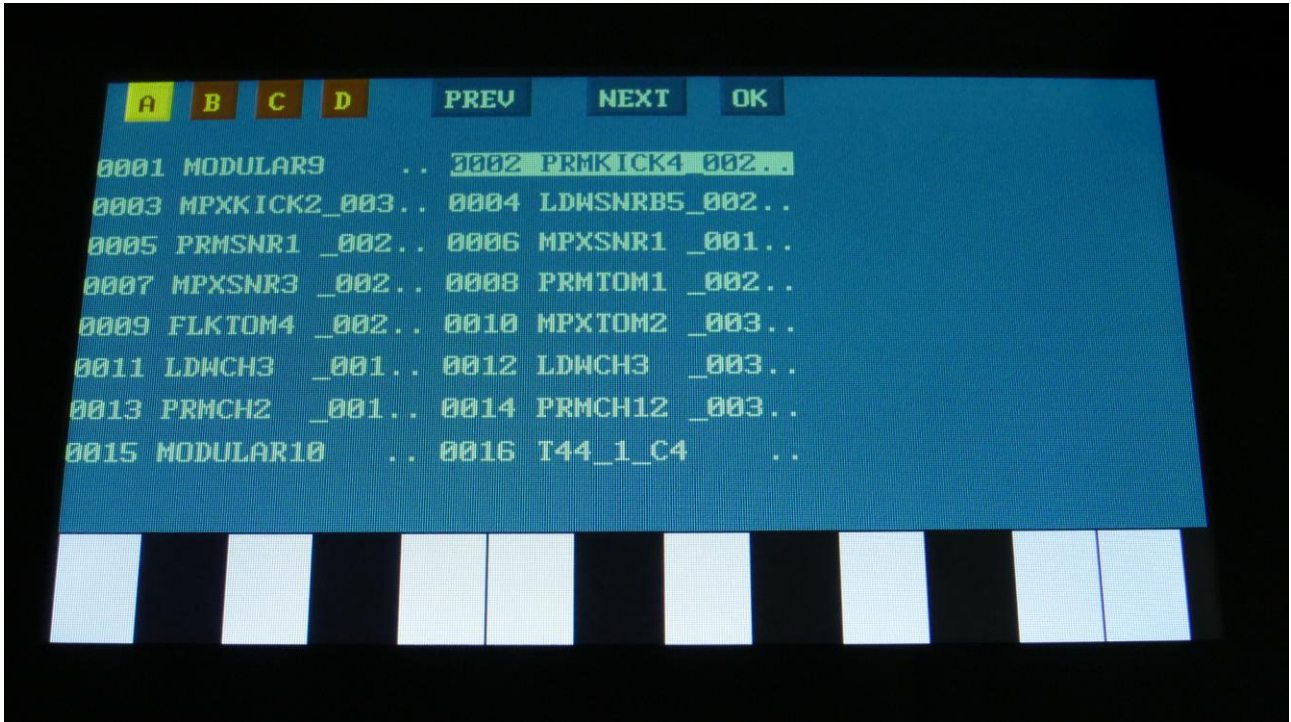 A B C D PREV NEXT OK
0001 MODULAR9 .. 0002 PRMKICK4_002..
0003 MPXKICK2_003.. 0004 LDWSNRB5_002..
0005 PRMSNR1 _002.. 0006 MPXSNR1 _001..
0007 MPXSNR3 _002.. 0008 PRMTOM1 _002..
0009 FLKTOM4 _002.. 0010 MPXTOM2 _003..
0011 LDWCH3 _001.. 0012 LDWCH3 _003..
0013 PRMCH2 _001.. 0014 PRMCH12 _003..
0015 MODULAR10 .. 0016 T44_1_C4 ..